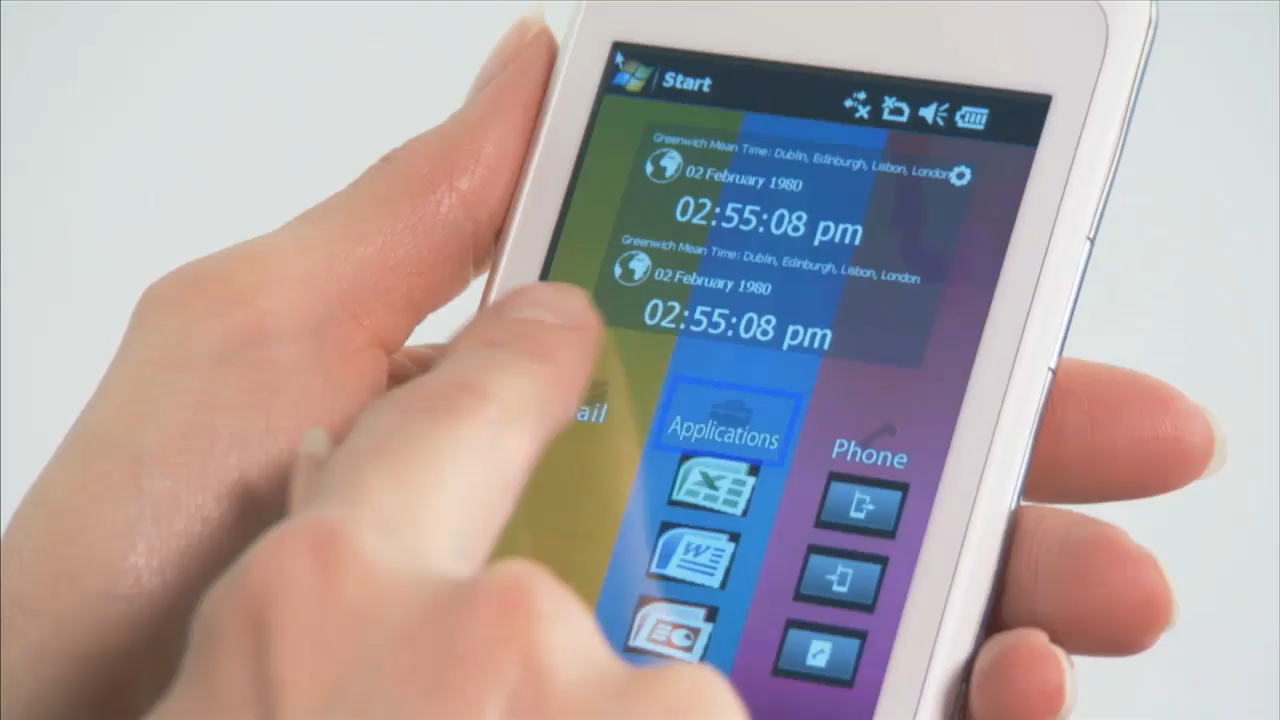 Start
Greenwich Mean Time: Dublin, Edinburgh, Lisbon, London
02 February 1980
02:55:08 pm
Greenwich Mean Time: Dublin, Edinburgh, Lisbon, London
02 February 1980
02:55:08 pm
ail
Applications
Phone